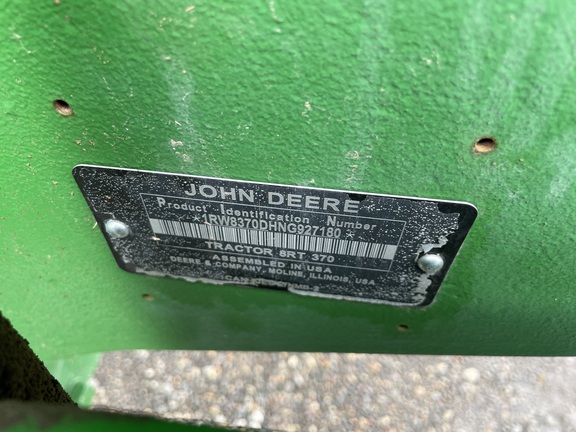 JOHN DEERE
Product Identification Number
*1RW8370DHNG927180*
TRACTOR 8RT 370
ASSEMBLED IN USA
DEERE & COMPANY, MOLINE, ILLINOIS, USA